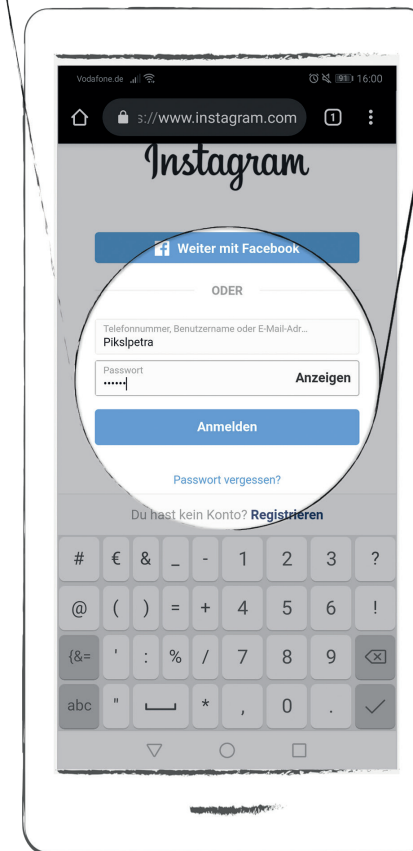 Vodafone.de 91 16:00
s://www.instagram.com 1
Instagram
Weiter mit Facebook
ODER
Telefonnummer, Benutzername oder E-Mail-Adr...
Pikslpetra
Passwort
•••••• Anzeigen
Anmelden
Passwort vergessen?
Du hast kein Konto? Registrieren
# € & _ - 1 2 3 ?
@ ( ) = + 4 5 6 !
{&= ' : % / 7 8 9
abc " * , 0 .